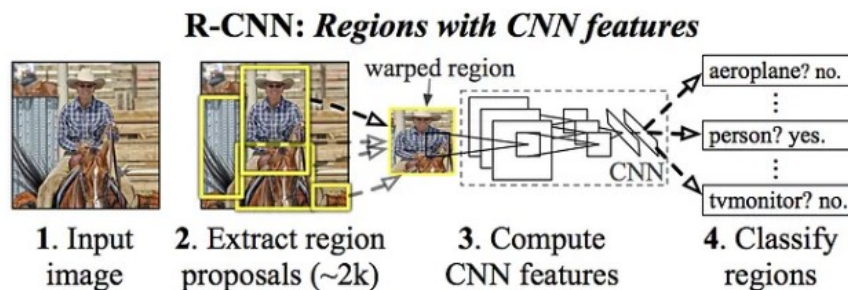 R-CNN: Regions with CNN features
warped region
aeroplane? no.
⋮
person? yes.
⋮
tvmonitor? no.
CNN
1. Input
image
2. Extract region
proposals (~2k)
3. Compute
CNN features
4. Classify
regions